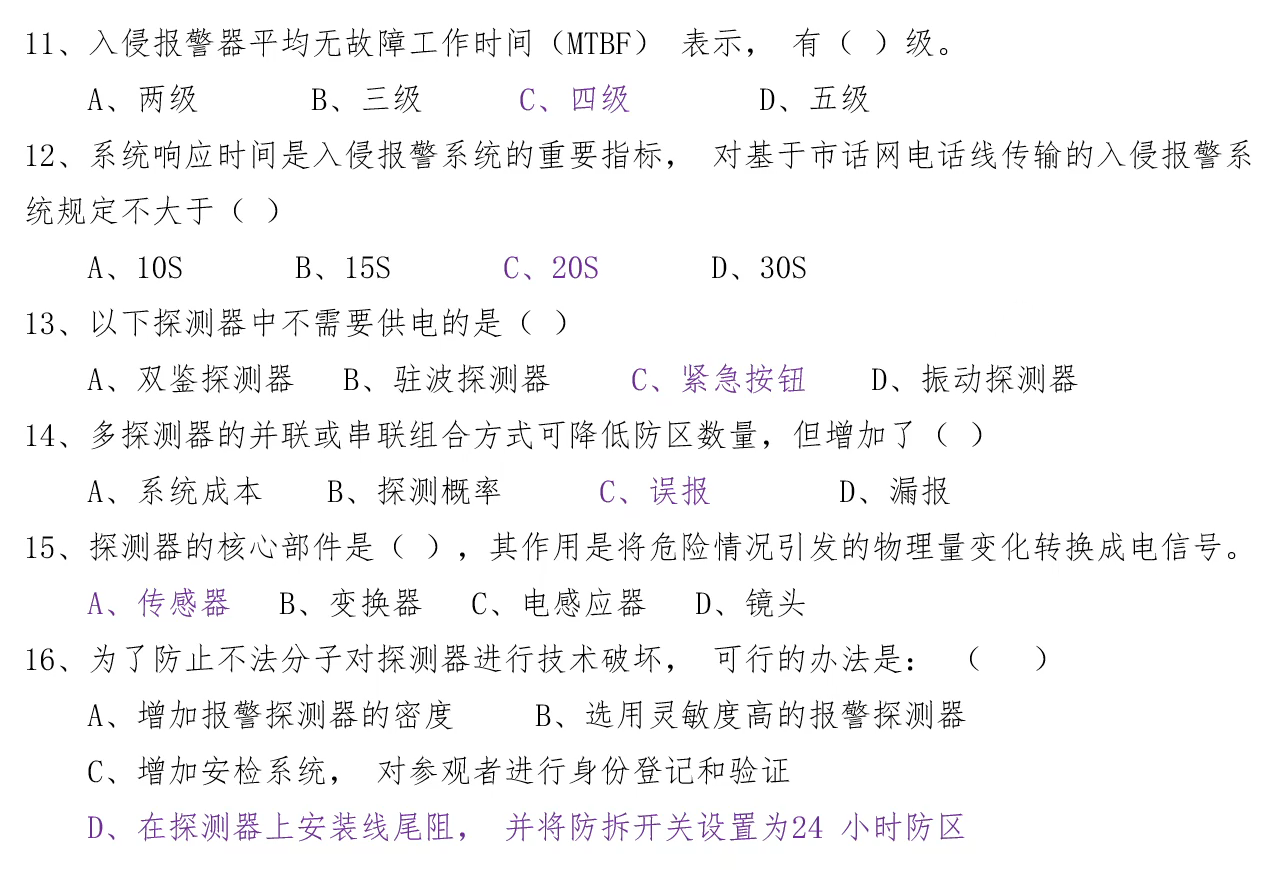 11、入侵报警器平均无故障工作时间（MTBF） 表示， 有（ ）级。
A、两级 B、三级 C、四级 D、五级
12、系统响应时间是入侵报警系统的重要指标， 对基于市话网电话线传输的入侵报警系
统规定不大于（ ）
A、10S B、15S C、20S D、30S
13、以下探测器中不需要供电的是（ ）
A、双鉴探测器 B、驻波探测器 C、紧急按钮 D、振动探测器
14、多探测器的并联或串联组合方式可降低防区数量，但增加了（ ）
A、系统成本 B、探测概率 C、误报 D、漏报
15、探测器的核心部件是（ ），其作用是将危险情况引发的物理量变化转换成电信号。
A、传感器 B、变换器 C、电感应器 D、镜头
16、为了防止不法分子对探测器进行技术破坏， 可行的办法是： （ ）
A、增加报警探测器的密度 B、选用灵敏度高的报警探测器
C、增加安检系统， 对参观者进行身份登记和验证
D、在探测器上安装线尾阻， 并将防拆开关设置为24 小时防区